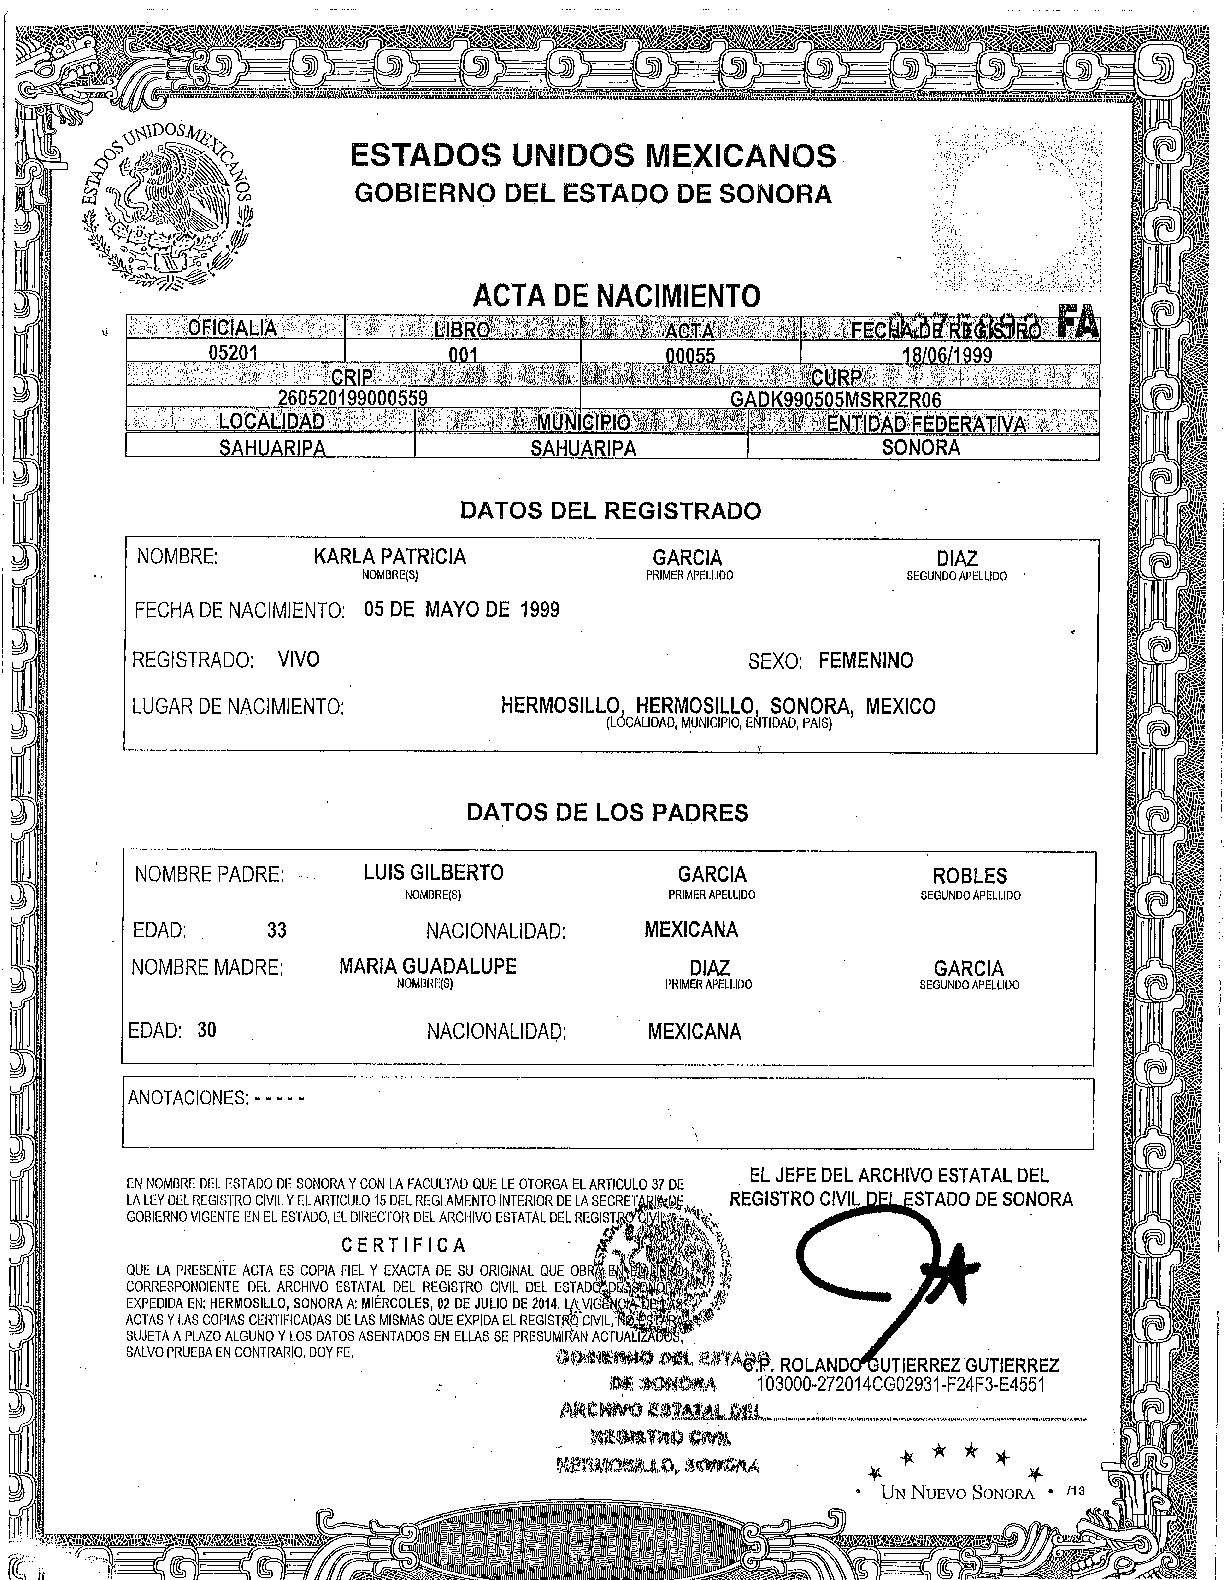 ESTADOS UNIDOS MEXICANOS
ESTADOS UNIDOS MEXICANOS
GOBIERNO DEL ESTADO DE SONORA
ACTA DE NACIMIENTO
FA
OFICIALIA LIBRO ACTA FECHA DE REGISTRO
05201 001 00055 18/06/1999
CRIP CURP
260520199000559 GADK990505MSRRZR06
LOCALIDAD MUNICIPIO ENTIDAD FEDERATIVA
SAHUARIPA SAHUARIPA SONORA
DATOS DEL REGISTRADO
NOMBRE: KARLA PATRICIA GARCIA DIAZ
NOMBRE(S) PRIMER APELLIDO SEGUNDO APELLIDO
FECHA DE NACIMIENTO: 05 DE MAYO DE 1999
REGISTRADO: VIVO SEXO: FEMENINO
LUGAR DE NACIMIENTO: HERMOSILLO, HERMOSILLO, SONORA, MEXICO
(LOCALIDAD, MUNICIPIO, ENTIDAD, PAIS)
DATOS DE LOS PADRES
NOMBRE PADRE: LUIS GILBERTO GARCIA ROBLES
NOMBRE(S) PRIMER APELLIDO SEGUNDO APELLIDO
EDAD: 33 NACIONALIDAD: MEXICANA
NOMBRE MADRE: MARIA GUADALUPE DIAZ GARCIA
NOMBRE(S) PRIMER APELLIDO SEGUNDO APELLIDO
EDAD: 30 NACIONALIDAD: MEXICANA
ANOTACIONES: - - - - -
EN NOMBRE DEL ESTADO DE SONORA Y CON LA FACULTAD QUE LE OTORGA EL ARTICULO 37 DE
LA LEY DEL REGISTRO CIVIL Y EL ARTICULO 15 DEL REGLAMENTO INTERIOR DE LA SECRETARIA DE
GOBIERNO VIGENTE EN EL ESTADO, EL DIRECTOR DEL ARCHIVO ESTATAL DEL REGISTRO CIVIL
CERTIFICA
QUE LA PRESENTE ACTA ES COPIA FIEL Y EXACTA DE SU ORIGINAL QUE OBRA EN
CORRESPONDIENTE DEL ARCHIVO ESTATAL DEL REGISTRO CIVIL DEL ESTADO DE SONORA
EXPEDIDA EN: HERMOSILLO, SONORA A: MIÉRCOLES, 02 DE JULIO DE 2014. LA VIGENCIA DE LAS
ACTAS Y LAS COPIAS CERTIFICADAS DE LAS MISMAS QUE EXPIDA EL REGISTRO CIVIL, NO ESTARA
SUJETA A PLAZO ALGUNO Y LOS DATOS ASENTADOS EN ELLAS SE PRESUMIRAN ACTUALIZADOS,
SALVO PRUEBA EN CONTRARIO. DOY FE.
EL JEFE DEL ARCHIVO ESTATAL DEL
REGISTRO CIVIL DEL ESTADO DE SONORA
C.P. ROLANDO GUTIERREZ GUTIERREZ
103000-272014CG02931-F24F3-E4551
GOBIERNO DEL ESTADO
DE SONORA
ARCHIVO ESTATAL DEL
REGISTRO CIVIL
HERMOSILLO, SONORA
• UN NUEVO SONORA • /13